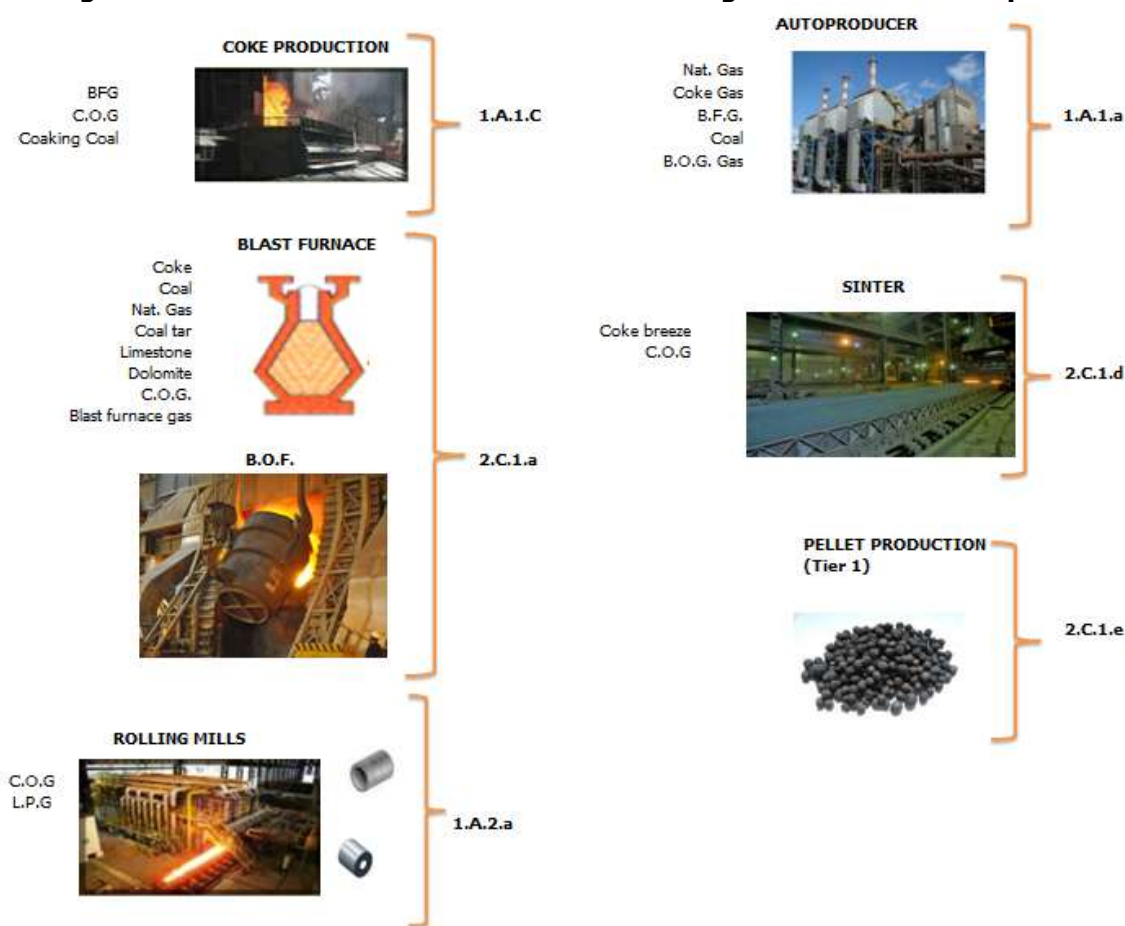 COKE PRODUCTION
BFG
C.O.G
Coaking Coal
1.A.1.C
BLAST FURNACE
Coke
Coal
Nat. Gas
Coal tar
Limestone
Dolomite
C.O.G.
Blast furnace gas
B.O.F.
2.C.1.a
ROLLING MILLS
C.O.G
L.P.G
1.A.2.a
AUTOPRODUCER
Nat. Gas
Coke Gas
B.F.G.
Coal
B.O.G. Gas
1.A.1.a
SINTER
Coke breeze
C.O.G
2.C.1.d
PELLET PRODUCTION
(Tier 1)
2.C.1.e